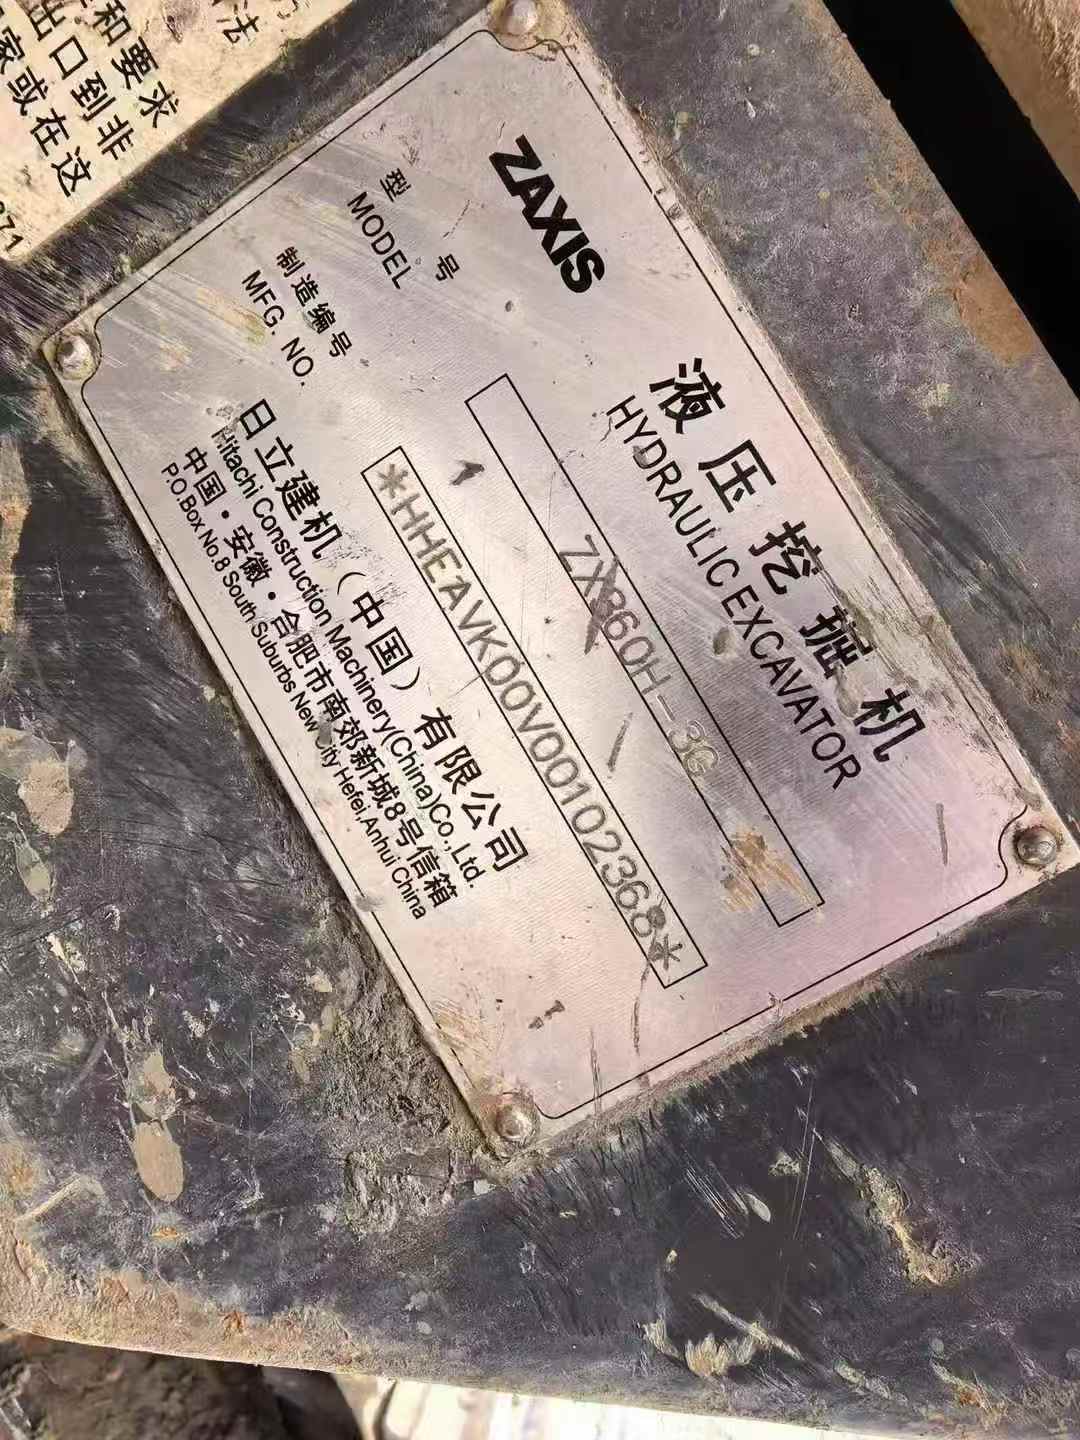 法
和要求
出口到非
家或在这
871
ZAXIS
液压挖掘机
HYDRAULIC EXCAVATOR
型号
MODEL
ZX360H-3G
制造编号
MFG. NO.
*HHEAVK00V00102368*
日立建机（中国）有限公司
Hitachi Construction Machinery(China)Co., Ltd.
中国·安徽·合肥市南郊新城8号信箱
P.O.Box No.8 South Suburbs New City Hefei,Anhui China